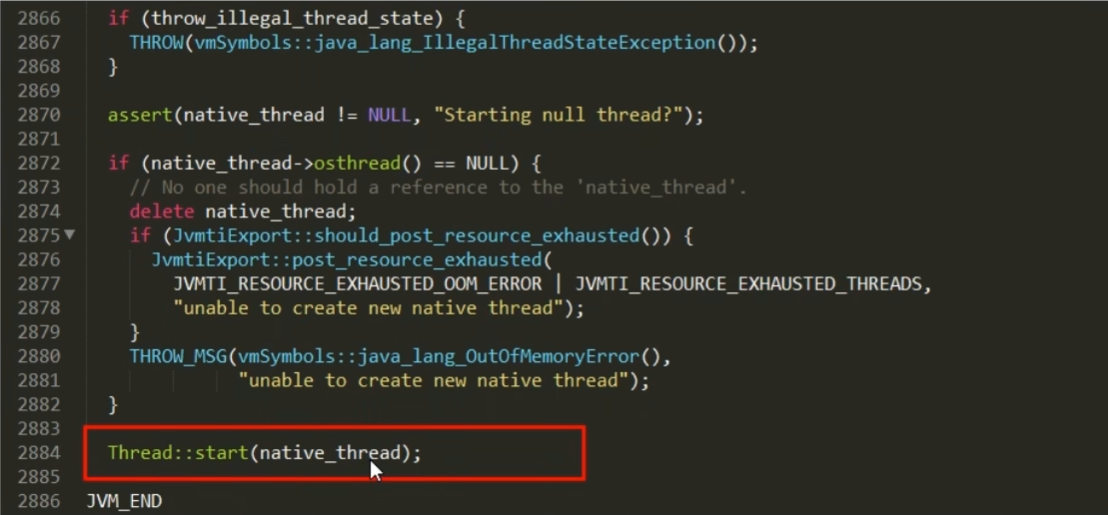 2866 if (throw_illegal_thread_state) {
2867 THROW(vmSymbols::java_lang_IllegalThreadStateException());
2868 }
2869
2870 assert(native_thread != NULL, "Starting null thread?");
2871
2872 if (native_thread->osthread() == NULL) {
2873 // No one should hold a reference to the 'native_thread'.
2874 delete native_thread;
2875 if (JvmtiExport::should_post_resource_exhausted()) {
2876 JvmtiExport::post_resource_exhausted(
2877 JVMTI_RESOURCE_EXHAUSTED_OOM_ERROR | JVMTI_RESOURCE_EXHAUSTED_THREADS,
2878 "unable to create new native thread");
2879 }
2880 THROW_MSG(vmSymbols::java_lang_OutOfMemoryError(),
2881 "unable to create new native thread");
2882 }
2883
2884 Thread::start(native_thread);
2885
2886 JVM_END